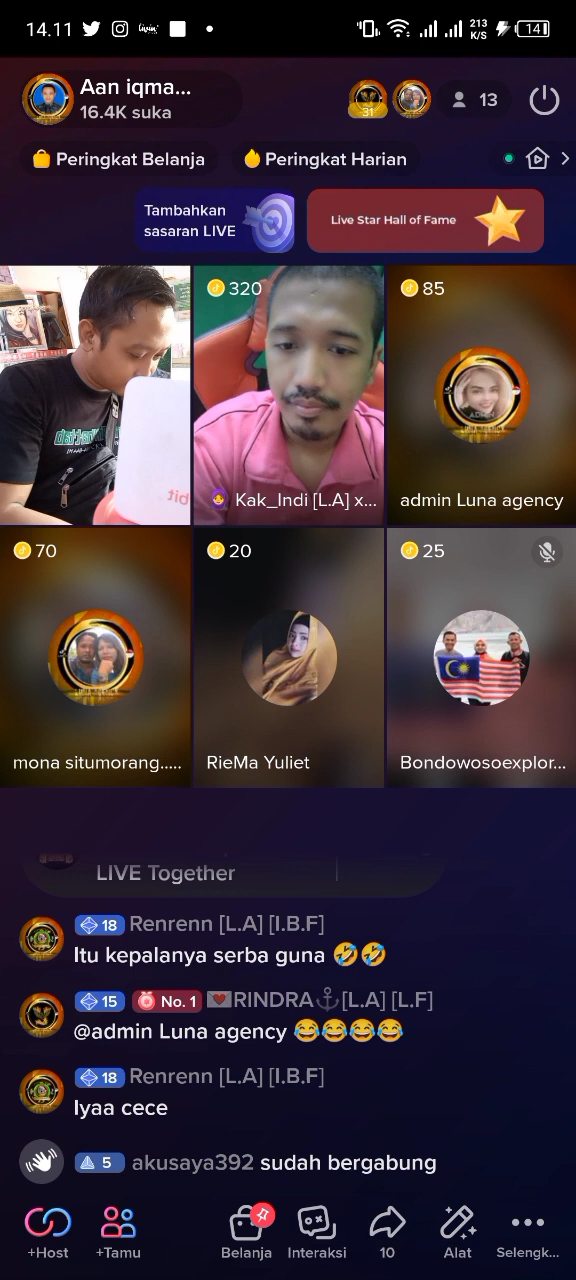 14.11
213
K/S
14
Aan iqma...
16.4K suka
31
13
Peringkat Belanja
Peringkat Harian
Tambahkan
sasaran LIVE
Live Star Hall of Fame
320
85
Kak_Indi [L.A] x...
admin Luna agency
70
20
25
mona situmorang.....
RieMa Yuliet
Bondowosoexplor...
LIVE Together
18 Renrenn [L.A] [I.B.F]
Itu kepalanya serba guna 🤣🤣
15 No. 1 💌RINDRA⚓[L.A] [L.F]
@admin Luna agency 😂😂😂😂
18 Renrenn [L.A] [I.B.F]
Iyaa cece
5 akusaya392 sudah bergabung
+Host
+Tamu
Belanja
Interaksi
10
Alat
Selengk...